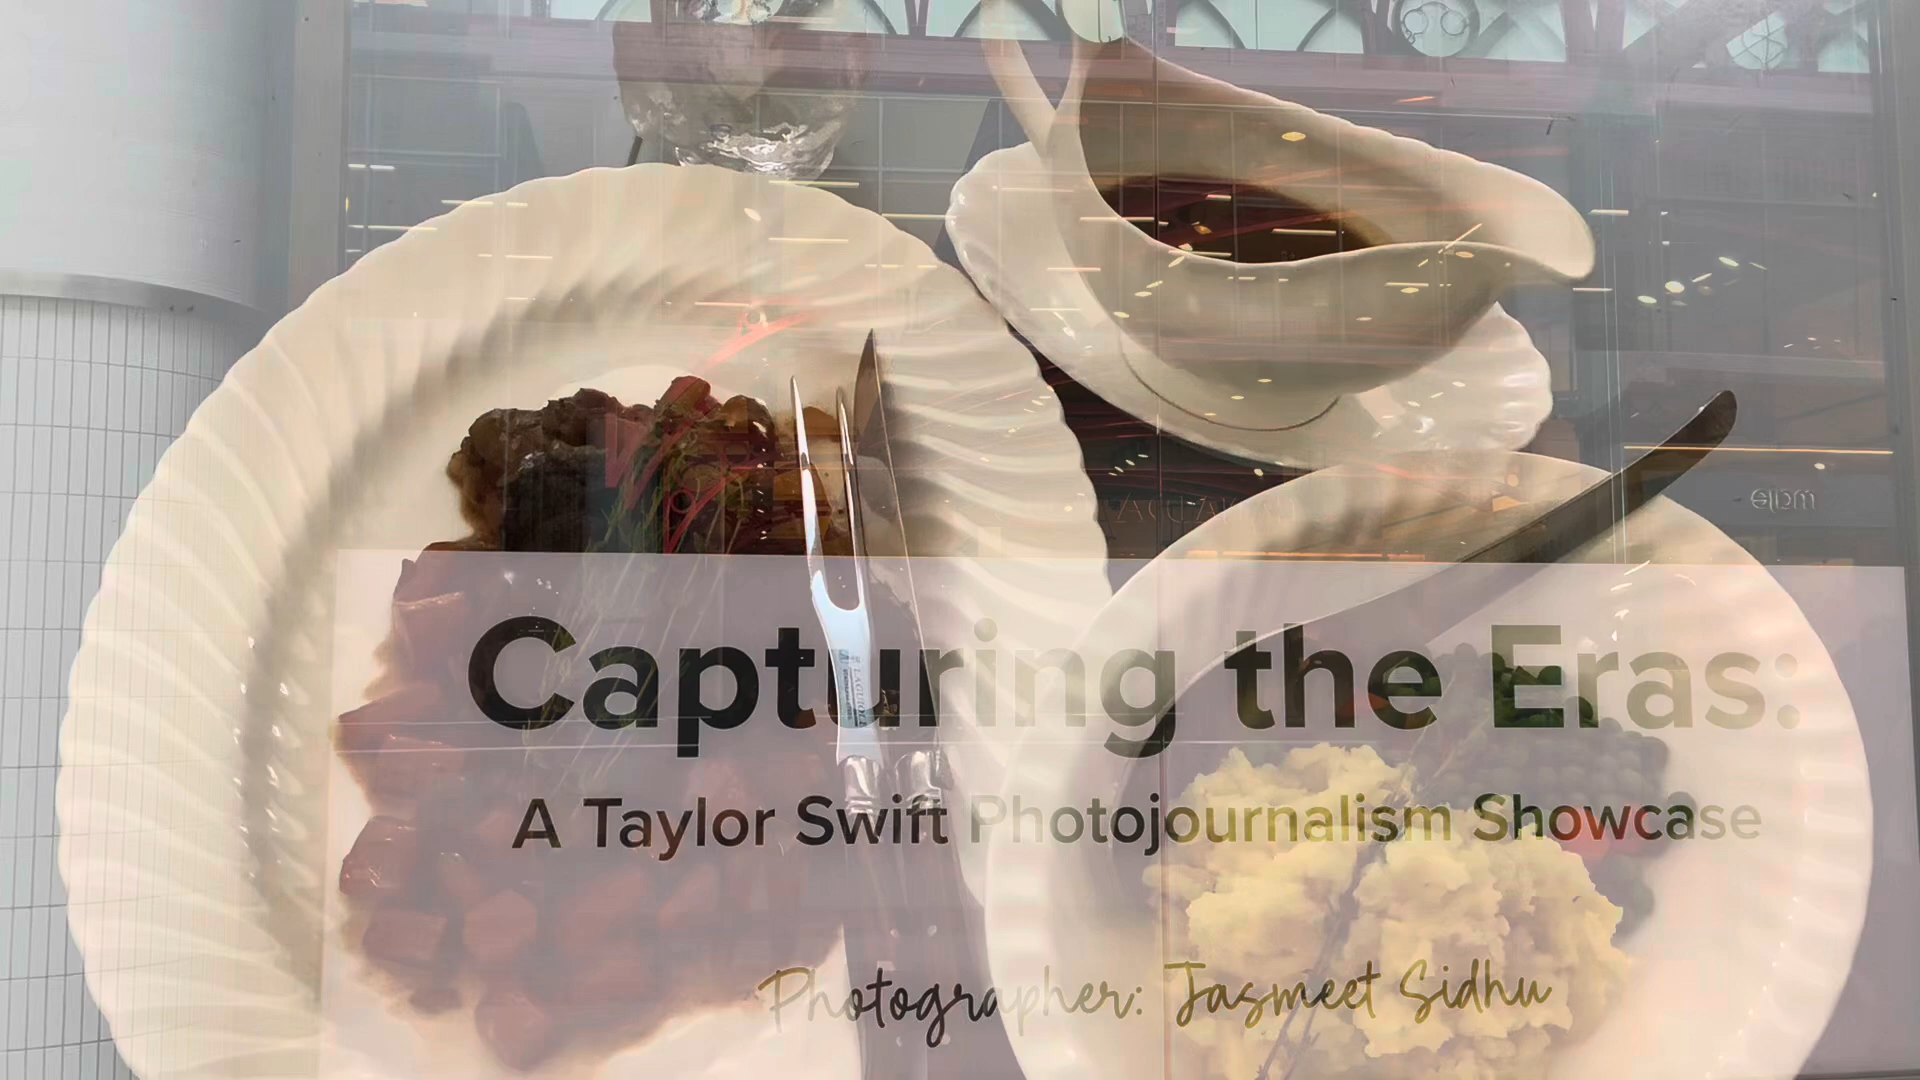 Capturing the Eras:
A Taylor Swift Photojournalism Showcase
Photographer: Jasmeet Sidhu